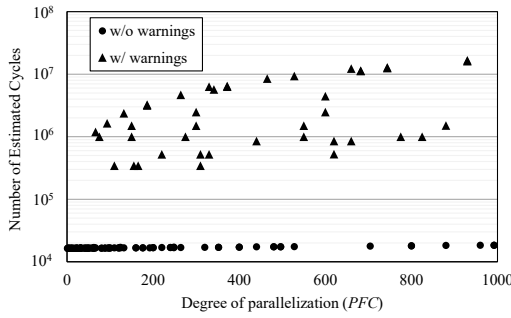 10^8
w/o warnings
w/ warnings
10^7
10^6
10^5
10^4
Number of Estimated Cycles
0
200
400
600
800
1000
Degree of parallelization (PFC)